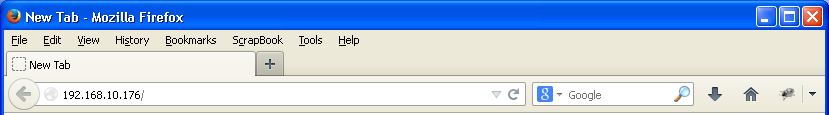 New Tab - Mozilla Firefox
File Edit View History Bookmarks ScrapBook Tools Help
New Tab
192.168.10.176/ Google